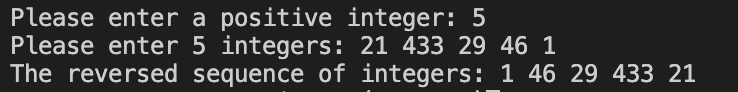 Please enter a positive integer: 5
Please enter 5 integers: 21 433 29 46 1
The reversed sequence of integers: 1 46 29 433 21